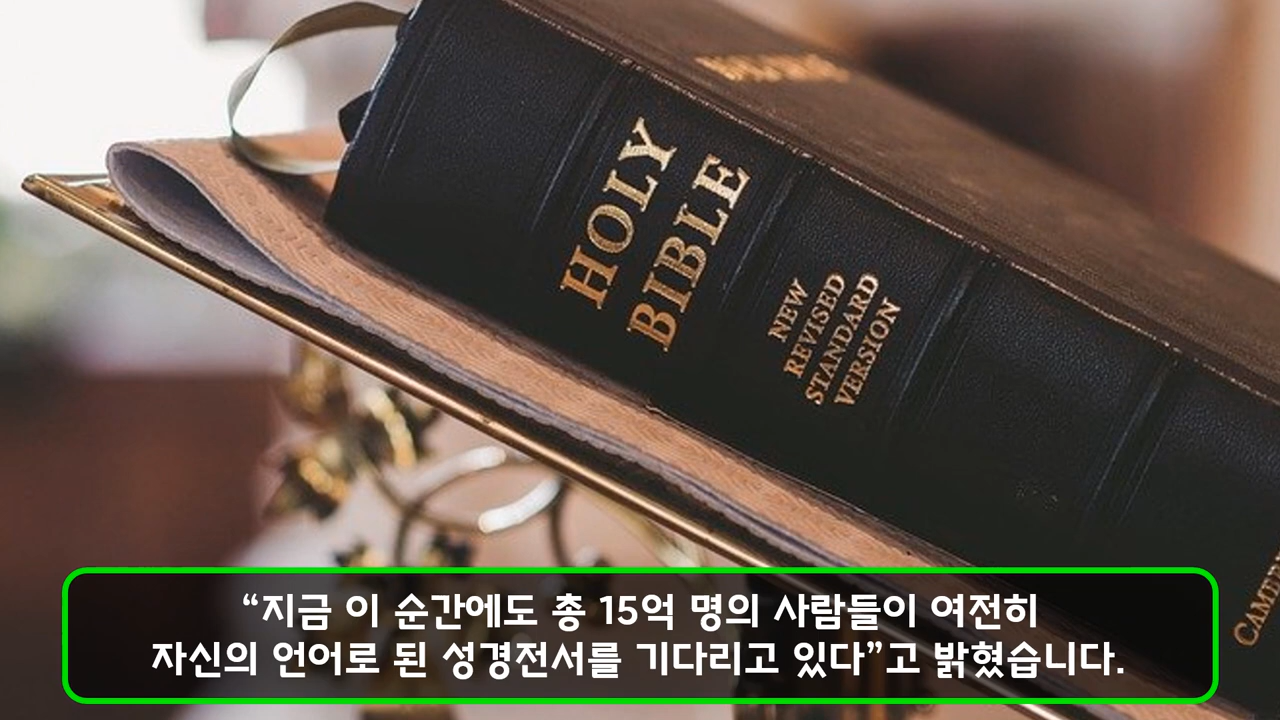 HOLY
BIBLE
NEW
REVISED
STANDARD
VERSION
“지금 이 순간에도 총 15억 명의 사람들이 여전히
자신의 언어로 된 성경전서를 기다리고 있다”고 밝혔습니다.